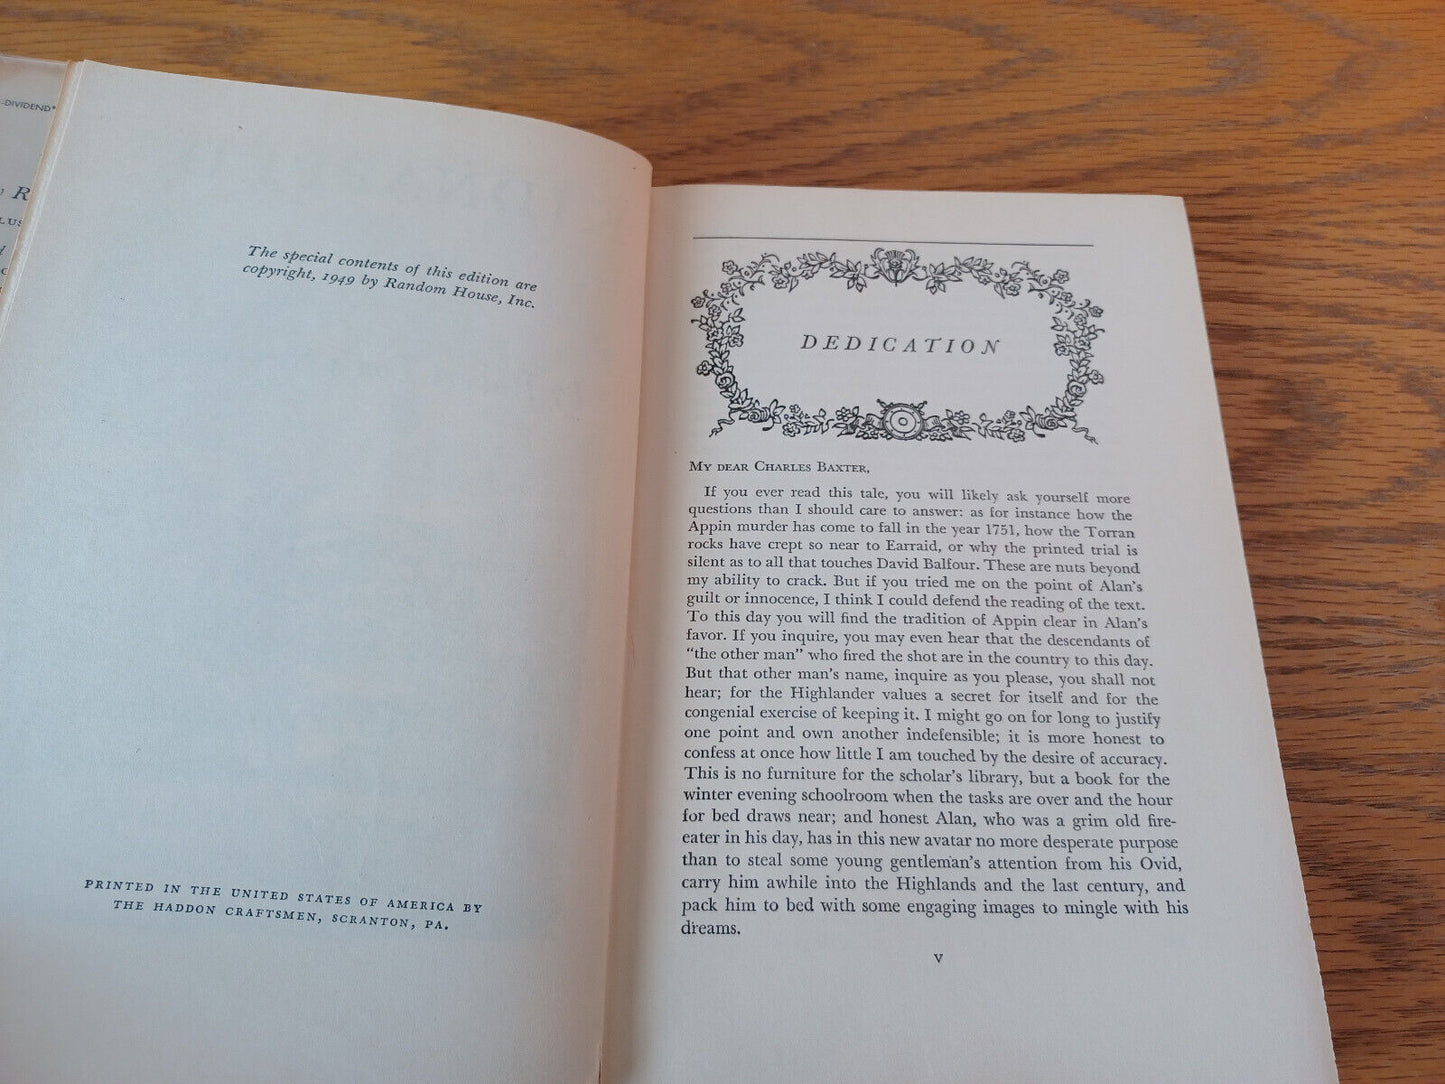 -DIVIDEND*
R
LUS
The special contents of this edition are
copyright, 1949 by Random House, Inc.
PRINTED IN THE UNITED STATES OF AMERICA BY
THE HADDON CRAFTSMEN, SCRANTON, PA.
DEDICATION
My dear Charles Baxter,
If you ever read this tale, you will likely ask yourself more
questions than I should care to answer: as for instance how the
Appin murder has come to fall in the year 1751, how the Torran
rocks have crept so near to Earraid, or why the printed trial is
silent as to all that touches David Balfour. These are nuts beyond
my ability to crack. But if you tried me on the point of Alan's
guilt or innocence, I think I could defend the reading of the text.
To this day you will find the tradition of Appin clear in Alan's
favor. If you inquire, you may even hear that the descendants of
"the other man" who fired the shot are in the country to this day.
But that other man's name, inquire as you please, you shall not
hear; for the Highlander values a secret for itself and for the
congenial exercise of keeping it. I might go on for long to justify
one point and own another indefensible; it is more honest to
confess at once how little I am touched by the desire of accuracy.
This is no furniture for the scholar's library, but a book for the
winter evening schoolroom when the tasks are over and the hour
for bed draws near; and honest Alan, who was a grim old fire-
eater in his day, has in this new avatar no more desperate purpose
than to steal some young gentleman's attention from his Ovid,
carry him awhile into the Highlands and the last century, and
pack him to bed with some engaging images to mingle with his
dreams.
v